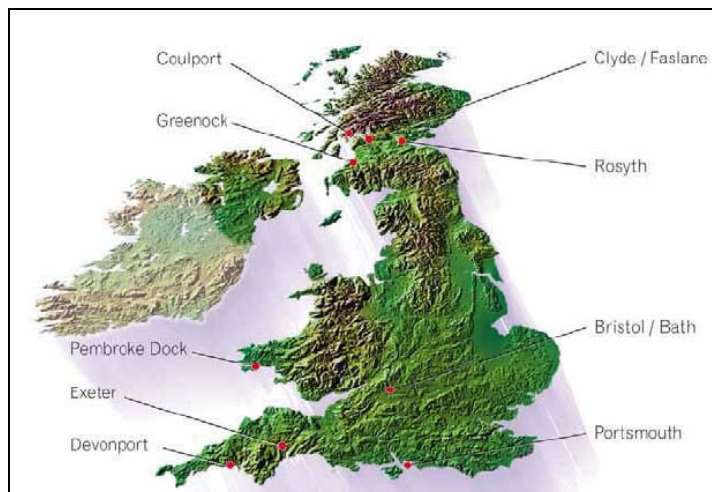 Coulport
Clyde / Faslane
Greenock
Rosyth
Pembroke Dock
Bristol / Bath
Exeter
Devonport
Portsmouth